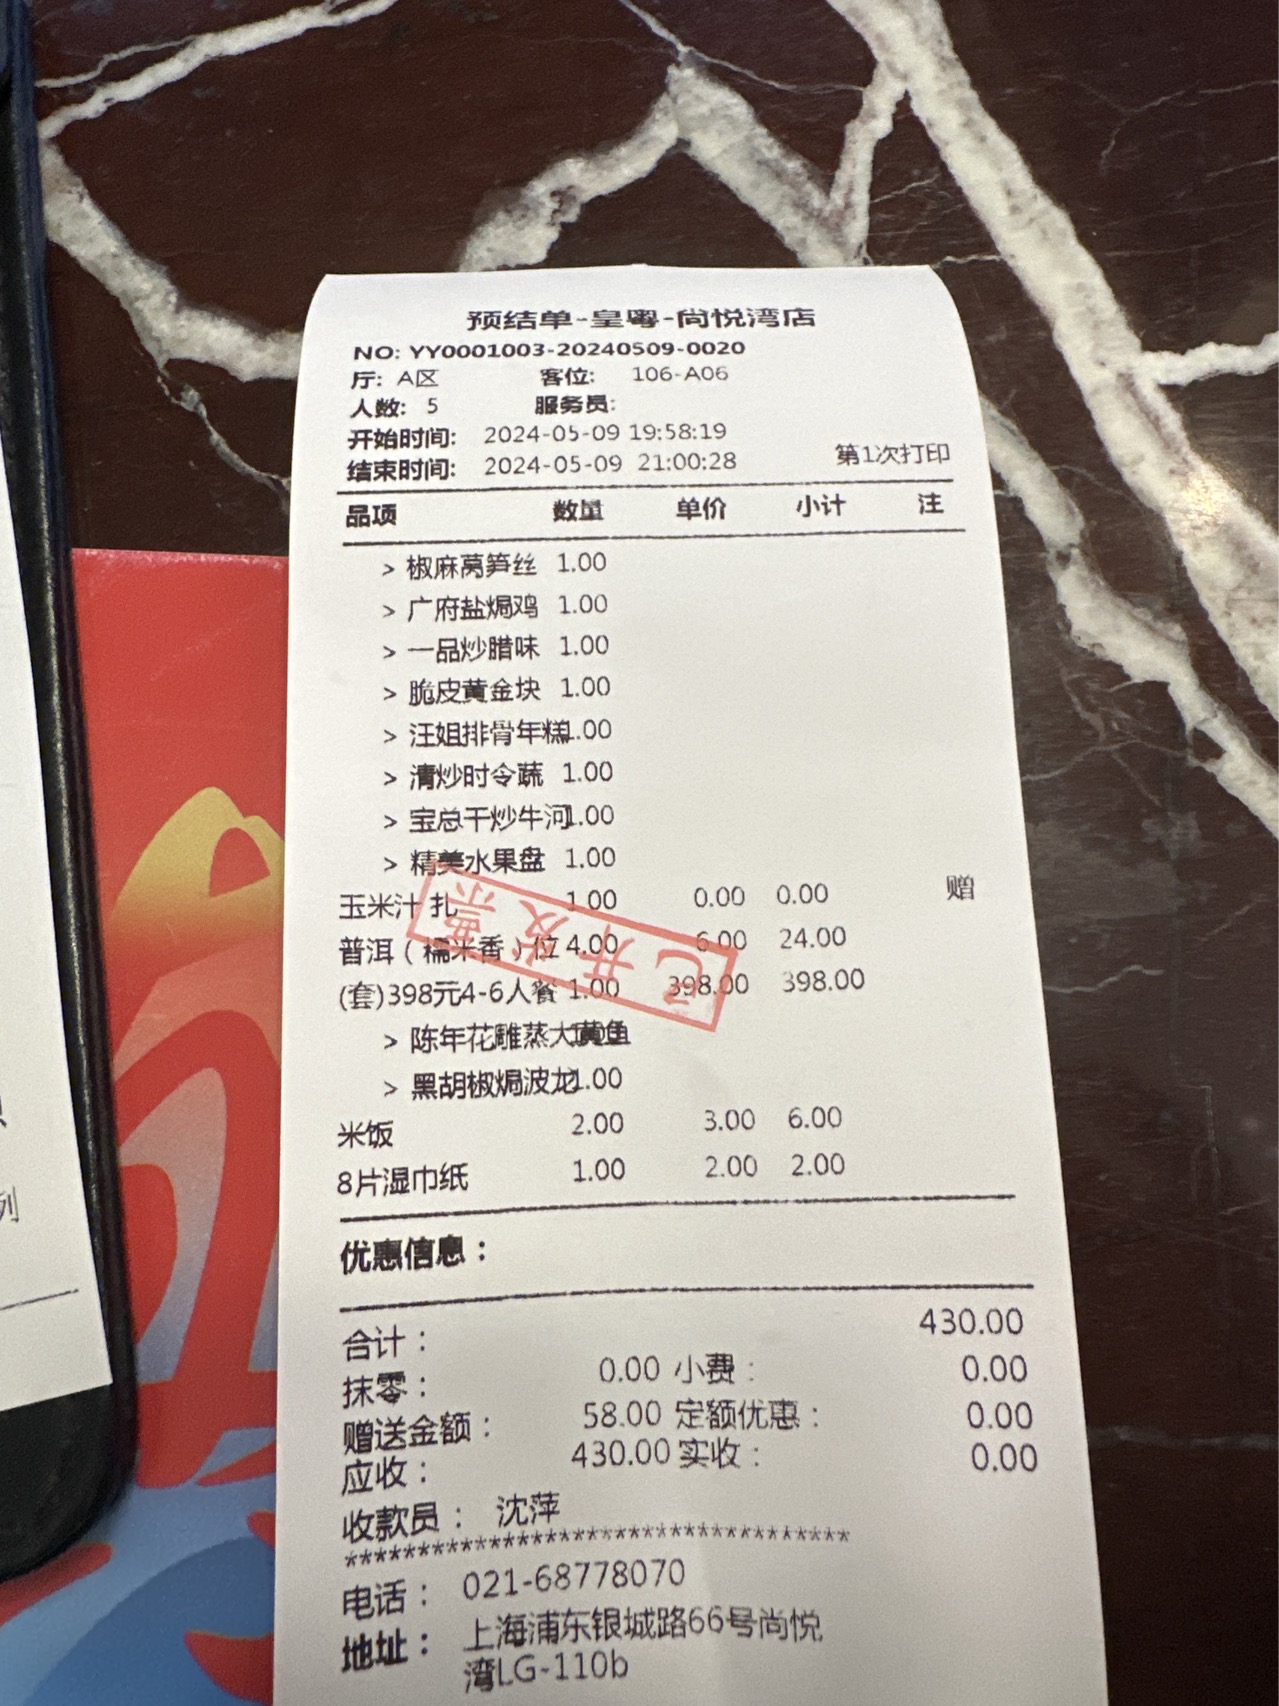 预结单-皇粤-尚悦湾店
NO: YY0001003-20240509-0020
厅: A区 客位: 106-A06
人数: 5 服务员:
开始时间: 2024-05-09 19:58:19
结束时间: 2024-05-09 21:00:28 第1次打印
品项 数量 单价 小计 注
> 椒麻莴笋丝 1.00
> 广府盐焗鸡 1.00
> 一品炒腊味 1.00
> 脆皮黄金块 1.00
> 汪姐排骨年糕1.00
> 清炒时令蔬 1.00
> 宝总干炒牛河1.00
> 精美水果盘 1.00
玉米汁 扎 1.00 0.00 0.00 赠
普洱（糯米香）位 4.00 6.00 24.00
(套)398元4-6人餐 1.00 398.00 398.00
已开发票
> 陈年花雕蒸大黄鱼
> 黑胡椒焗波龙1.00
米饭 2.00 3.00 6.00
8片湿巾纸 1.00 2.00 2.00
优惠信息：
合计： 430.00
抹零： 0.00 小费： 0.00
赠送金额： 58.00 定额优惠： 0.00
应收： 430.00 实收： 0.00
收款员： 沈萍
************************************
电话： 021-68778070
地址： 上海浦东银城路66号尚悦
湾LG-110b
列